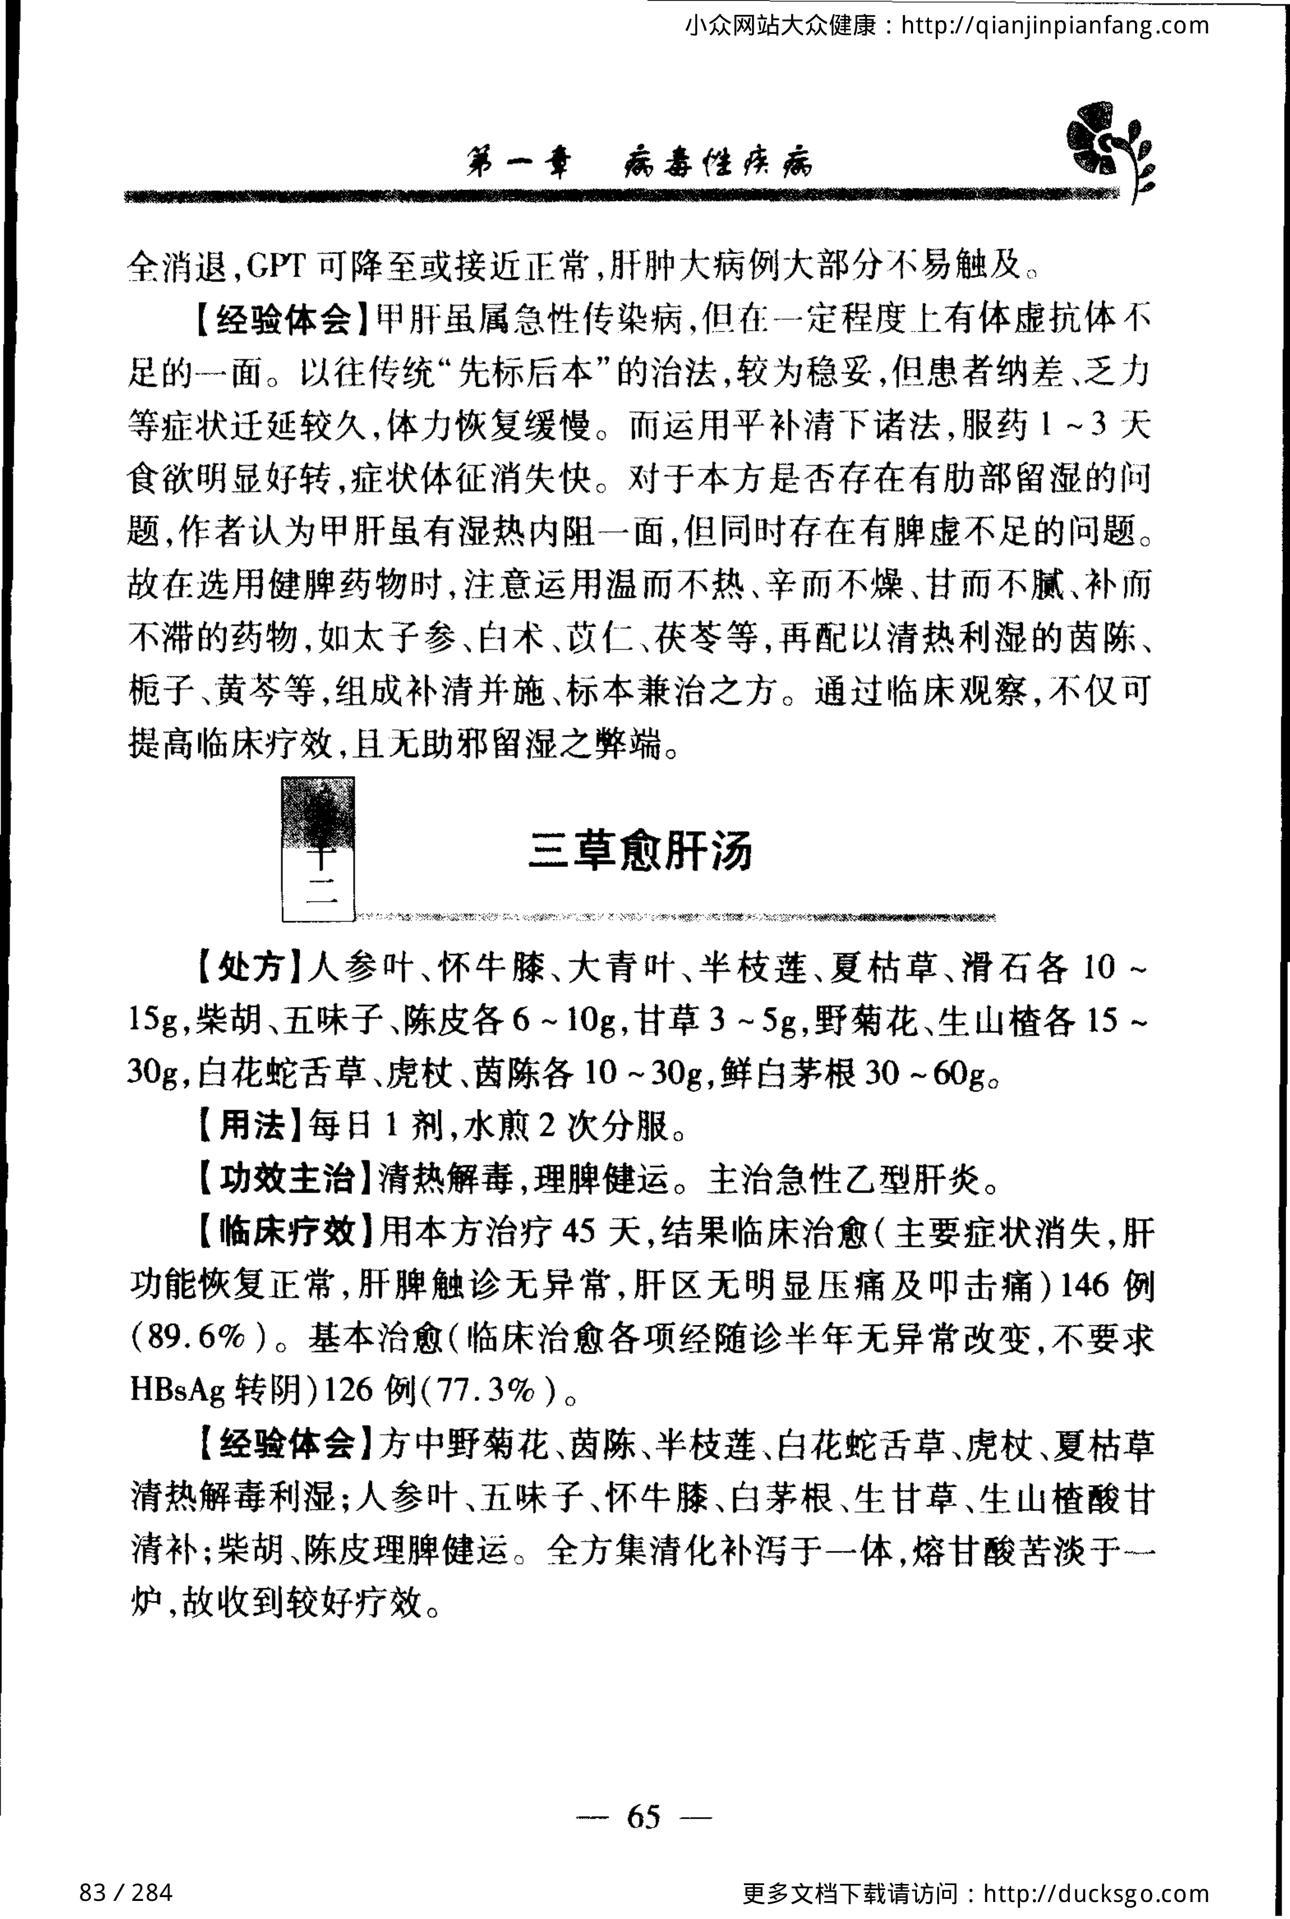 小众网站大众健康：http://qianjinpianfang.com
第一章 病毒性疾病
全消退,GPT 可降至或接近正常,肝肿大病例大部分不易触及。
【经验体会】甲肝虽属急性传染病,但在一定程度上有体虚抗体不
足的一面。以往传统“先标后本”的治法,较为稳妥,但患者纳差、乏力
等症状迁延较久,体力恢复缓慢。而运用平补清下诸法,服药 1 ~ 3 天
食欲明显好转,症状体征消失快。对于本方是否存在有肋部留湿的问
题,作者认为甲肝虽有湿热内阻一面,但同时存在有脾虚不足的问题。
故在选用健脾药物时,注意运用温而不热、辛而不燥、甘而不腻、补而
不滞的药物,如太子参、白术、苡仁、茯苓等,再配以清热利湿的茵陈、
栀子、黄芩等,组成补清并施、标本兼治之方。通过临床观察,不仅可
提高临床疗效,且无助邪留湿之弊端。
十二
三草愈肝汤
【处方】人参叶、怀牛膝、大青叶、半枝莲、夏枯草、滑石各 10 ~
15g,柴胡、五味子、陈皮各 6 ~ 10g,甘草 3 ~ 5g,野菊花、生山楂各 15 ~
30g,白花蛇舌草、虎杖、茵陈各 10 ~ 30g,鲜白茅根 30 ~ 60g。
【用法】每日 1 剂,水煎 2 次分服。
【功效主治】清热解毒,理脾健运。主治急性乙型肝炎。
【临床疗效】用本方治疗 45 天,结果临床治愈(主要症状消失,肝
功能恢复正常,肝脾触诊无异常,肝区无明显压痛及叩击痛)146 例
(89.6%)。基本治愈(临床治愈各项经随诊半年无异常改变,不要求
HBsAg 转阴)126 例(77.3%)。
【经验体会】方中野菊花、茵陈、半枝莲、白花蛇舌草、虎杖、夏枯草
清热解毒利湿;人参叶、五味子、怀牛膝、白茅根、生甘草、生山楂酸甘
清补;柴胡、陈皮理脾健运。全方集清化补泻于一体,熔甘酸苦淡于一
炉,故收到较好疗效。
— 65 —
83 / 284
更多文档下载请访问：http://ducksgo.com